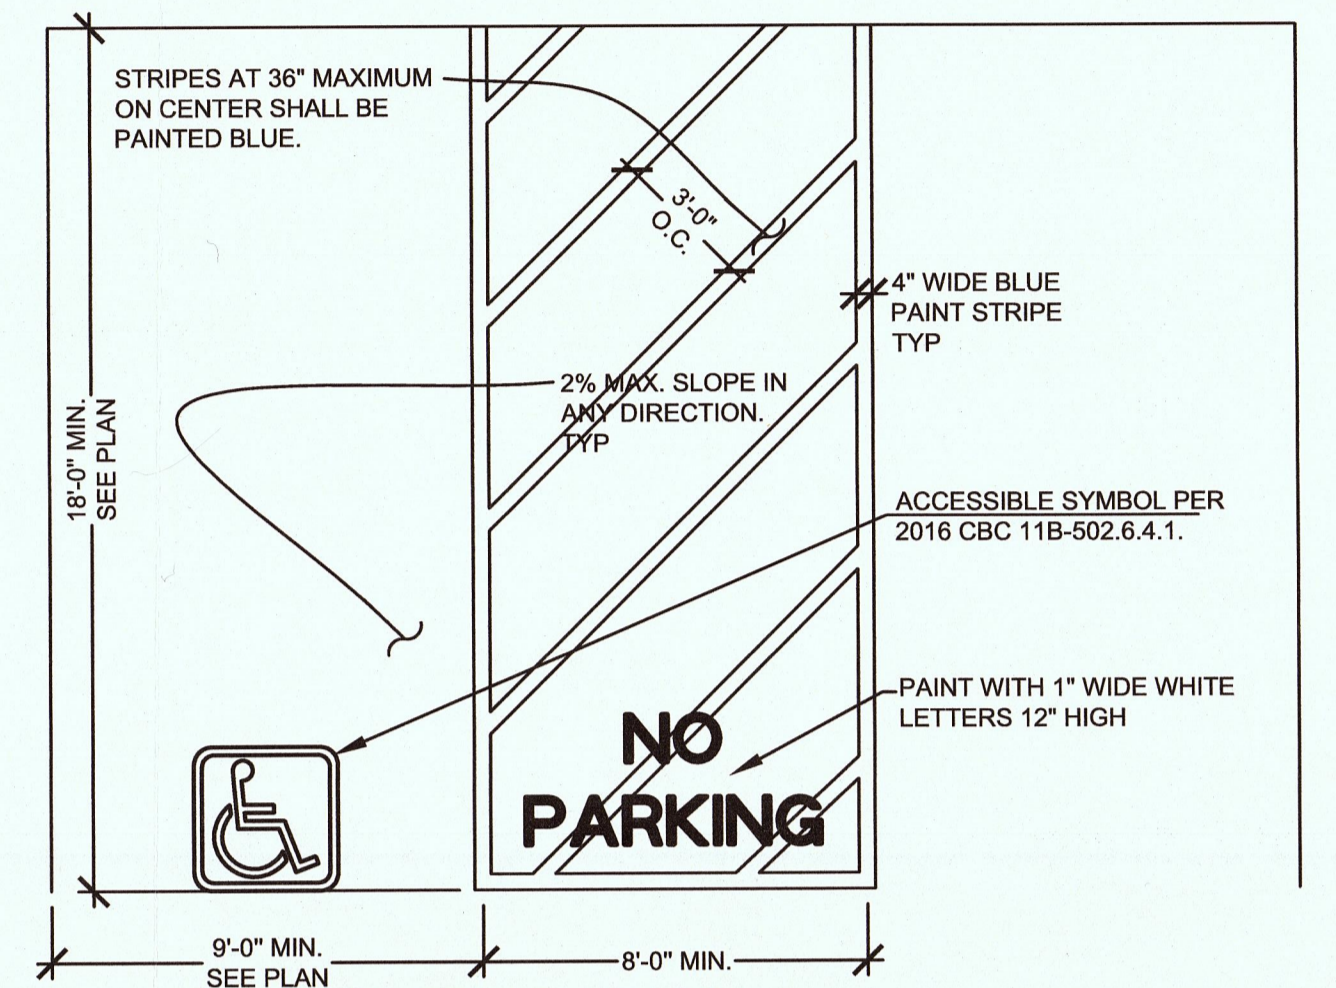 STRIPES AT 36" MAXIMUM
ON CENTER SHALL BE
PAINTED BLUE.
3'-0"
O.C.
4" WIDE BLUE
PAINT STRIPE
TYP
2% MAX. SLOPE IN
ANY DIRECTION.
TYP
18'-0" MIN.
SEE PLAN
ACCESSIBLE SYMBOL PER
2016 CBC 11B-502.6.4.1.
PAINT WITH 1" WIDE WHITE
LETTERS 12" HIGH
NO
PARKING
9'-0" MIN.
SEE PLAN
8'-0" MIN.